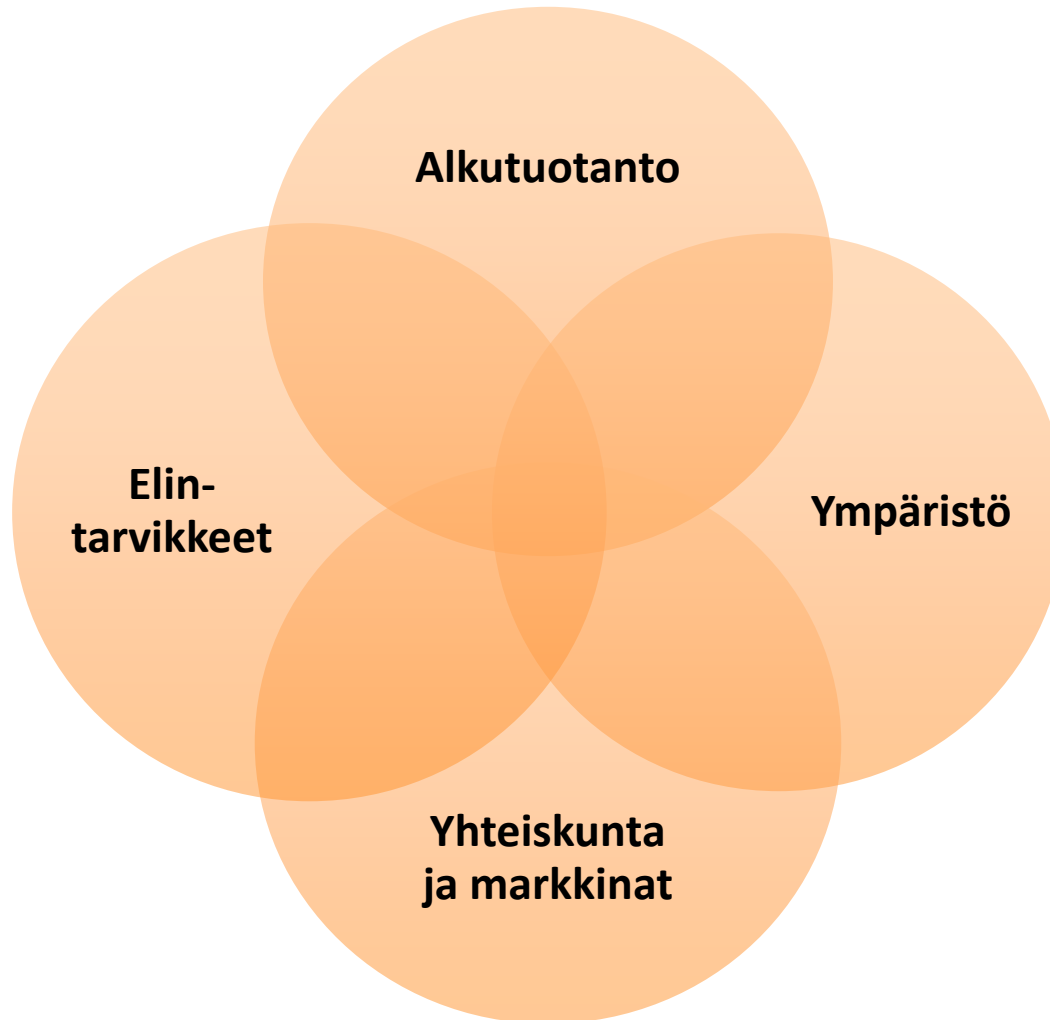 Alkutuotanto
Elin-
tarvikkeet
Ympäristö
Yhteiskunta
ja markkinat